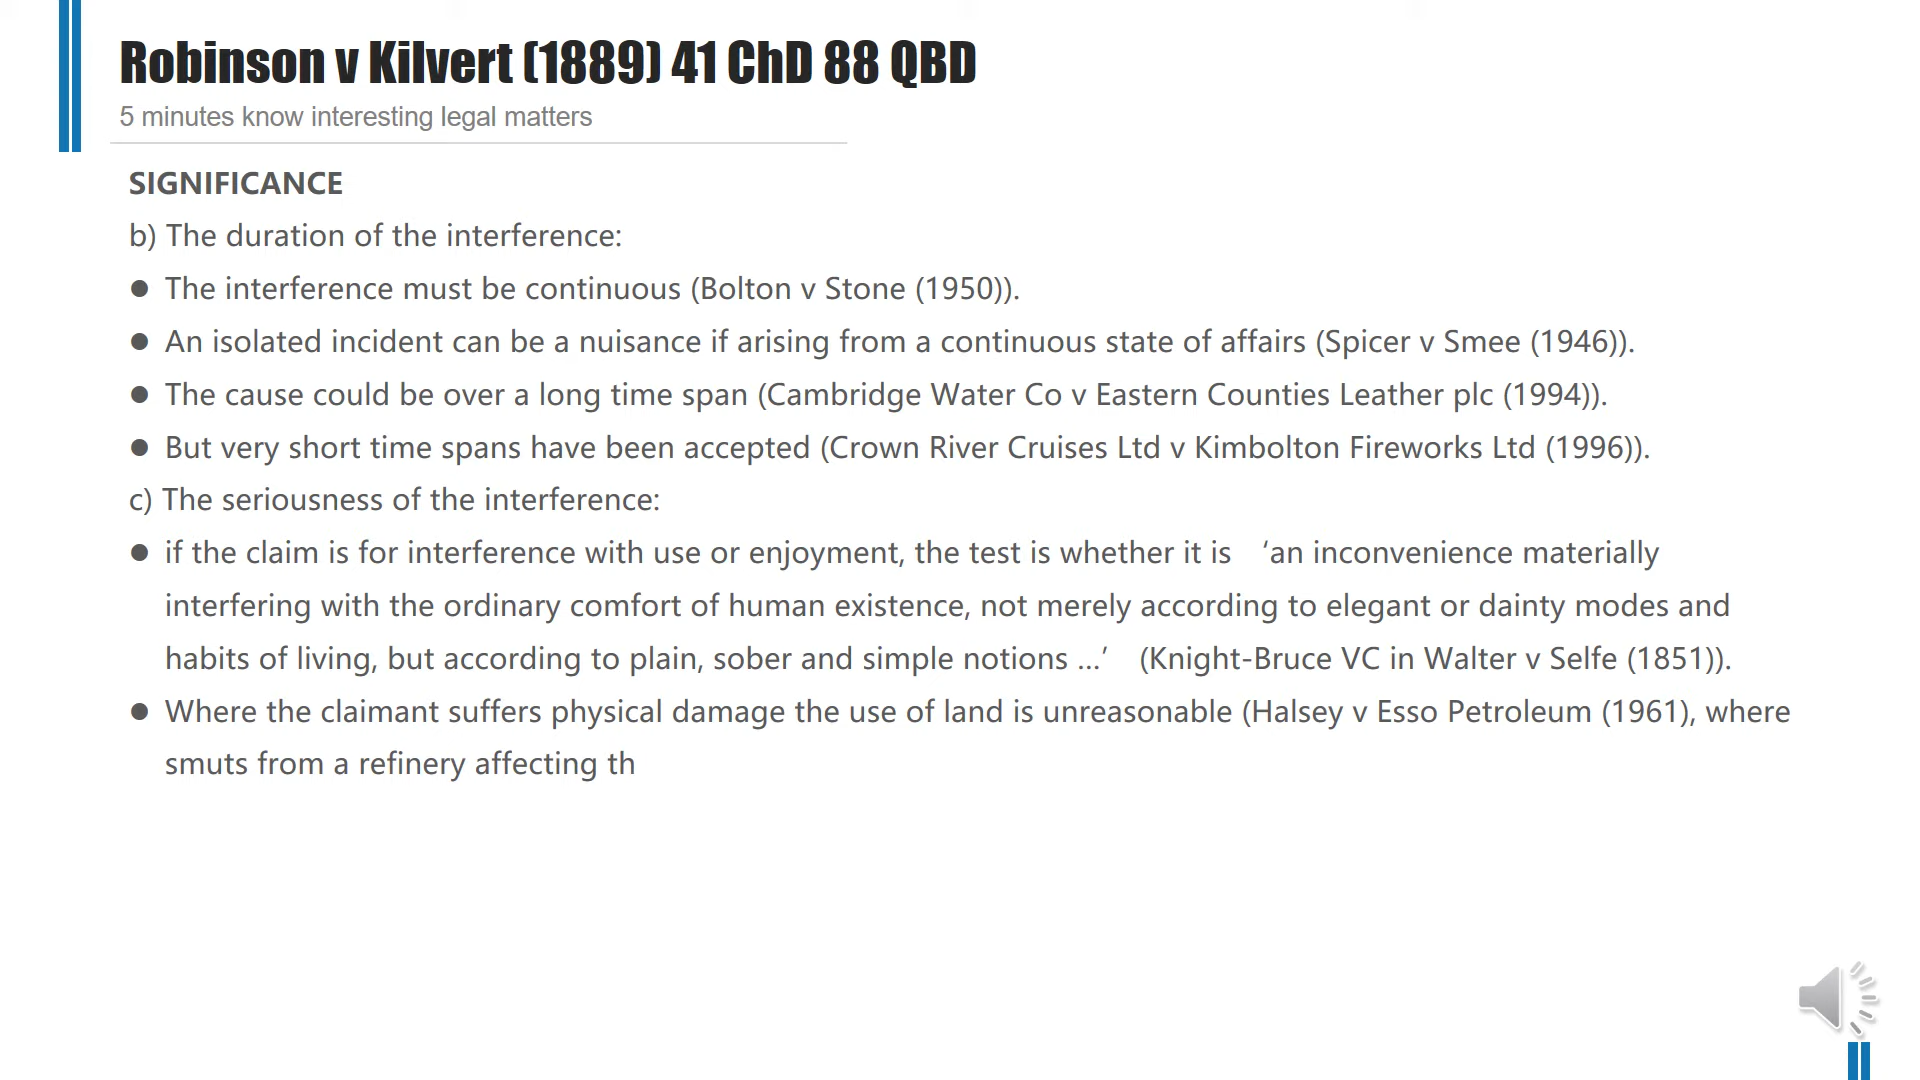 Robinson v Kilvert (1889) 41 ChD 88 QBD
5 minutes know interesting legal matters
SIGNIFICANCE
b) The duration of the interference:
● The interference must be continuous (Bolton v Stone (1950)).
● An isolated incident can be a nuisance if arising from a continuous state of affairs (Spicer v Smee (1946)).
● The cause could be over a long time span (Cambridge Water Co v Eastern Counties Leather plc (1994)).
● But very short time spans have been accepted (Crown River Cruises Ltd v Kimbolton Fireworks Ltd (1996)).
c) The seriousness of the interference:
● if the claim is for interference with use or enjoyment, the test is whether it is ‘an inconvenience materially
interfering with the ordinary comfort of human existence, not merely according to elegant or dainty modes and
habits of living, but according to plain, sober and simple notions …’ (Knight-Bruce VC in Walter v Selfe (1851)).
● Where the claimant suffers physical damage the use of land is unreasonable (Halsey v Esso Petroleum (1961), where
smuts from a refinery affecting th